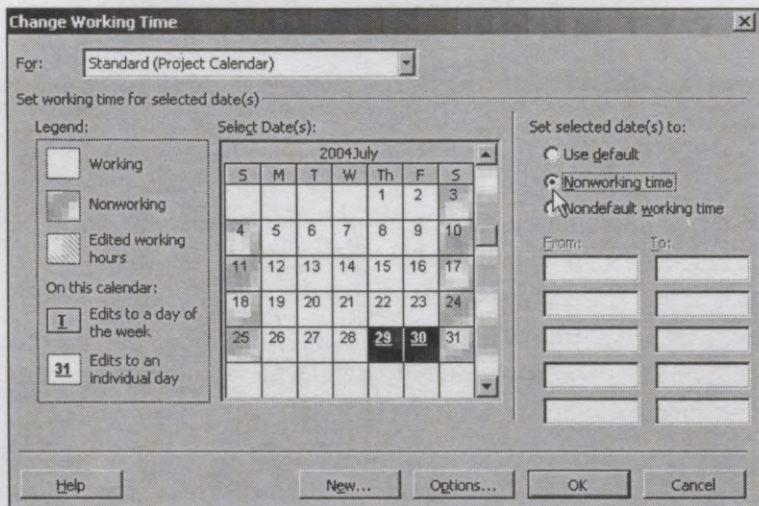 Change Working Time
For: Standard (Project Calendar)
Set working time for selected date(s)
Legend:
Working
Nonworking
Edited working
hours
On this calendar:
T Edits to a day of
the week
31 Edits to an
individual day
Select Date(s):
2004July
S M T W Th F S
1 2 3
4 5 6 7 8 9 10
11 12 13 14 15 16 17
18 19 20 21 22 23 24
25 26 27 28 29 30 31
Set selected date(s) to:
Use default
Nonworking time
Nondefault working time
From: To:
Help New... Options... OK Cancel